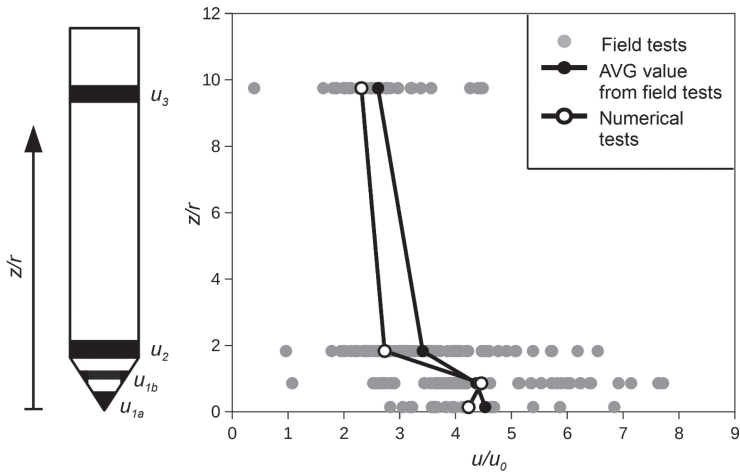 u3
u2
u1b
u1a
z/r
12
10
8
6
4
2
0
z/r
0 1 2 3 4 5 6 7 8 9
u/u0
Field tests
AVG value
from field tests
Numerical
tests